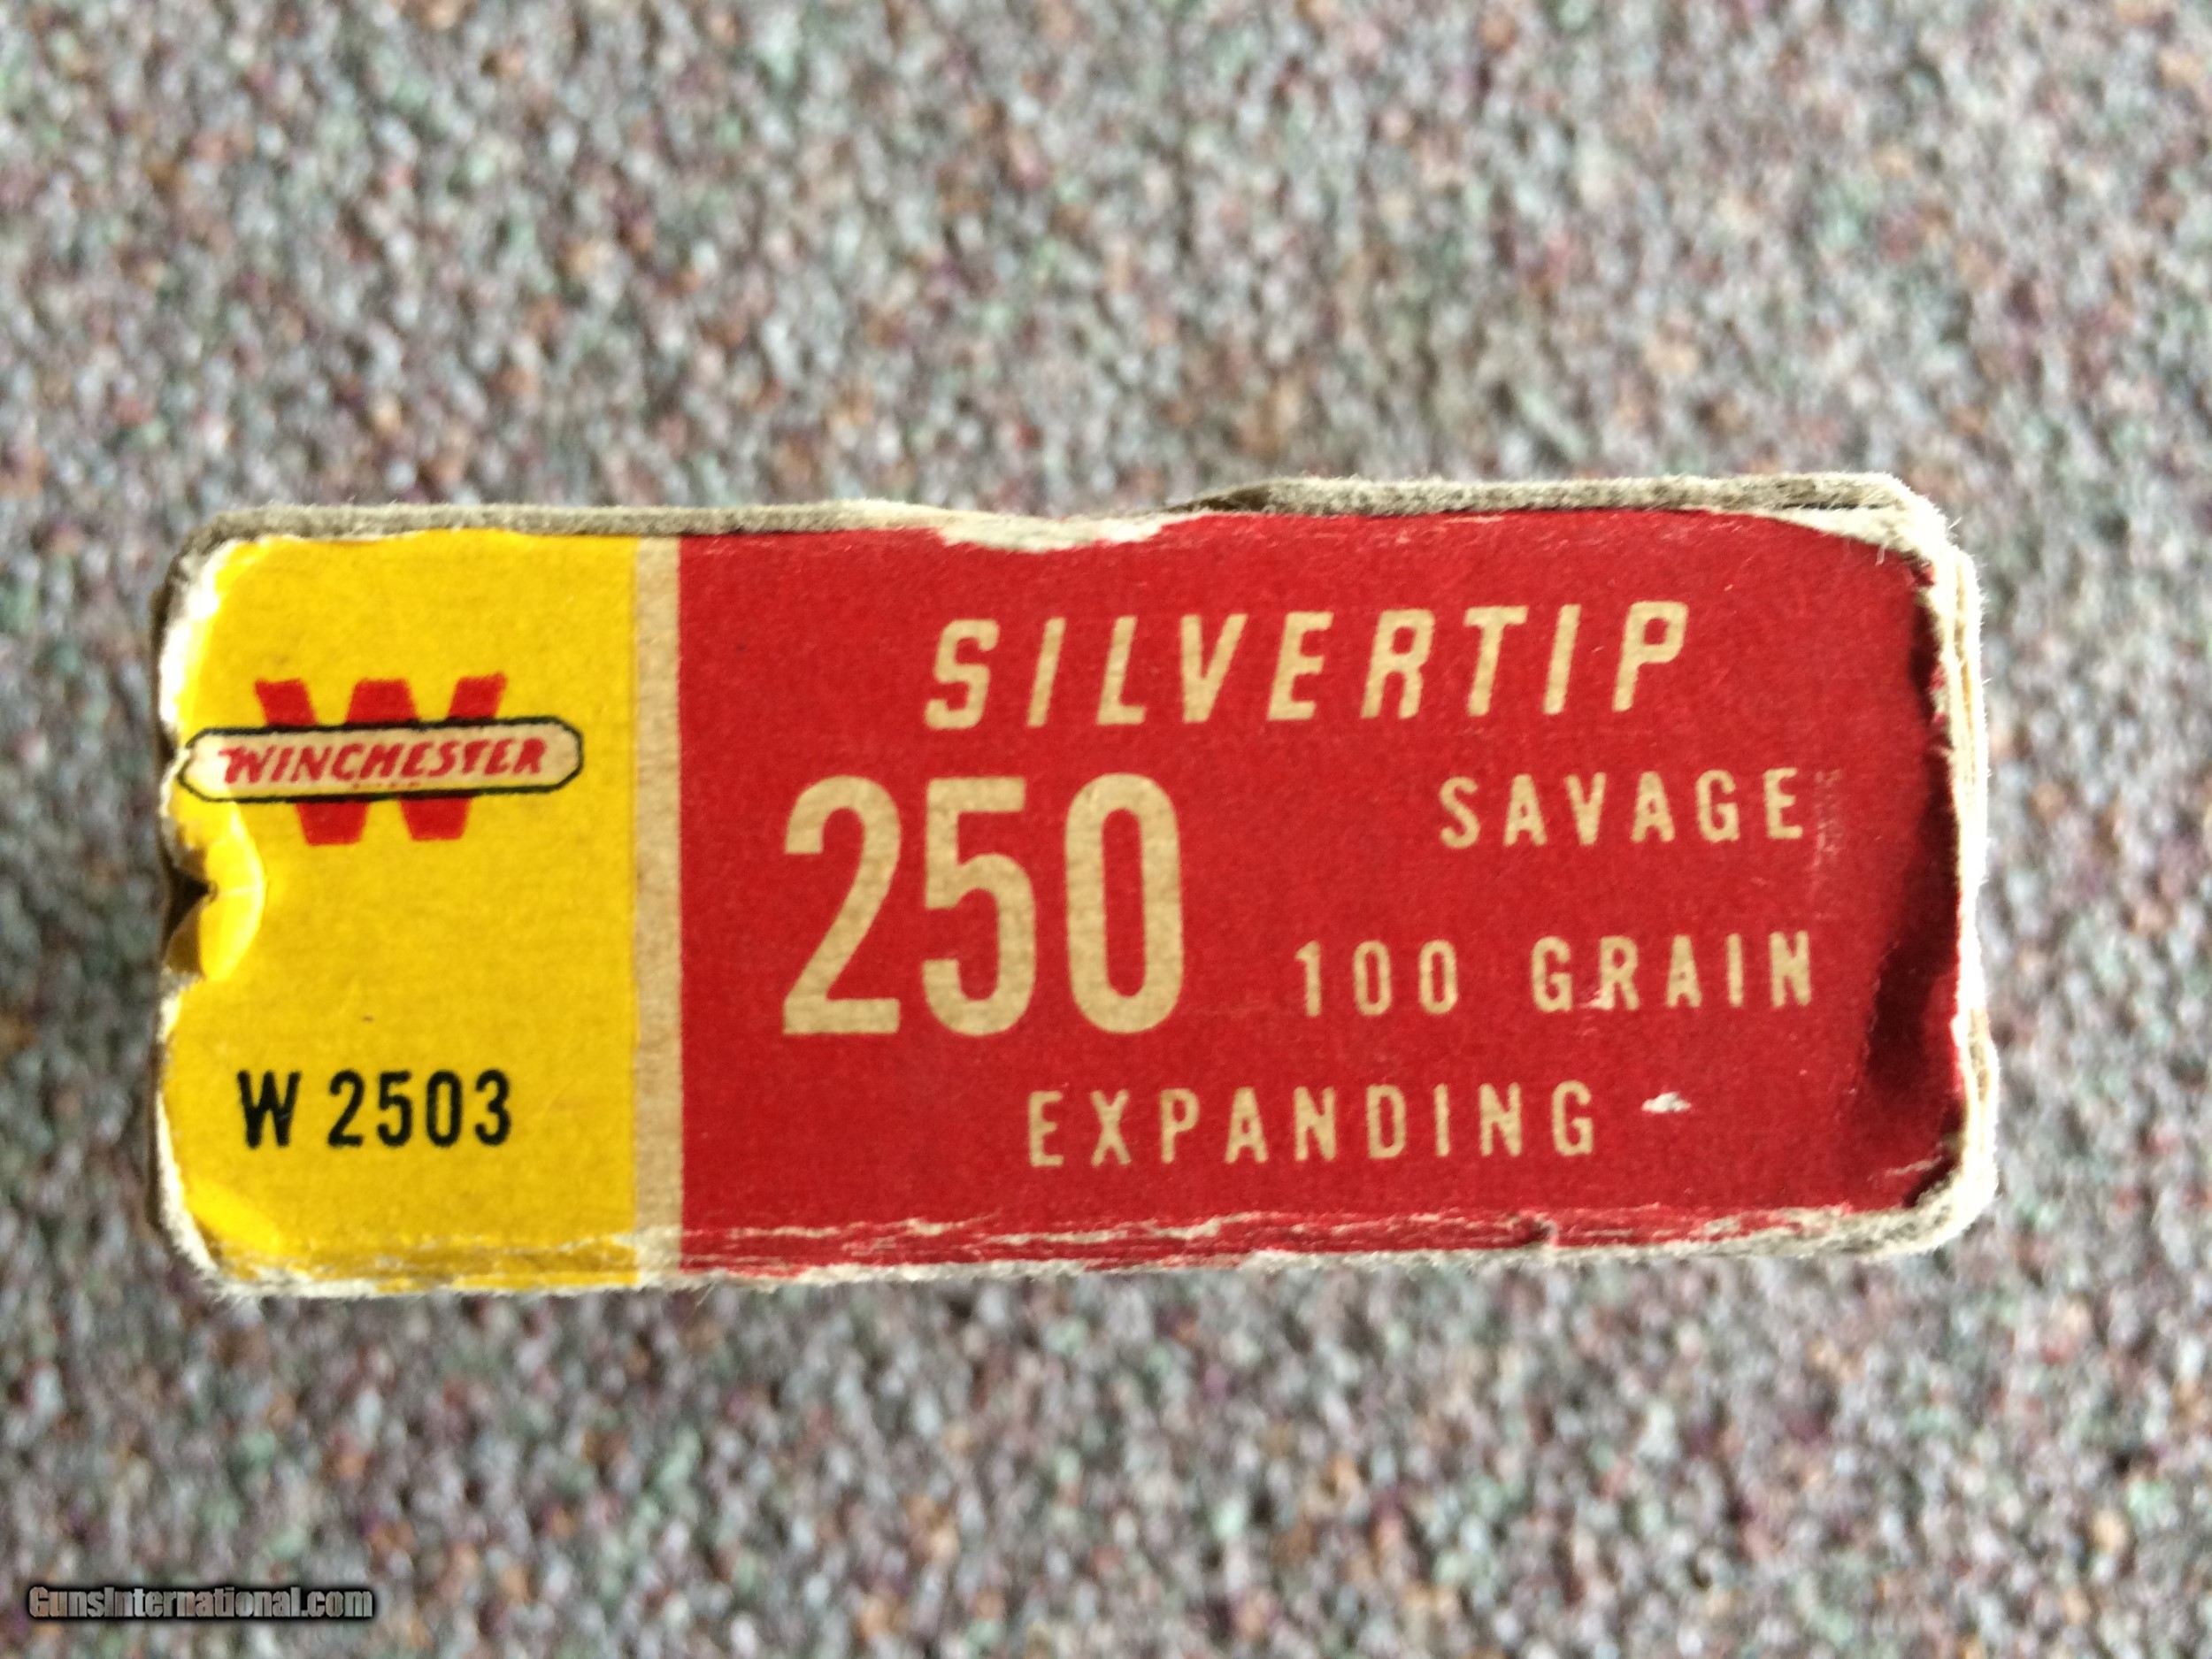 W
WINCHESTER
W 2503
SILVERTIP
250 SAVAGE
100 GRAIN
EXPANDING
GunsInternational.com